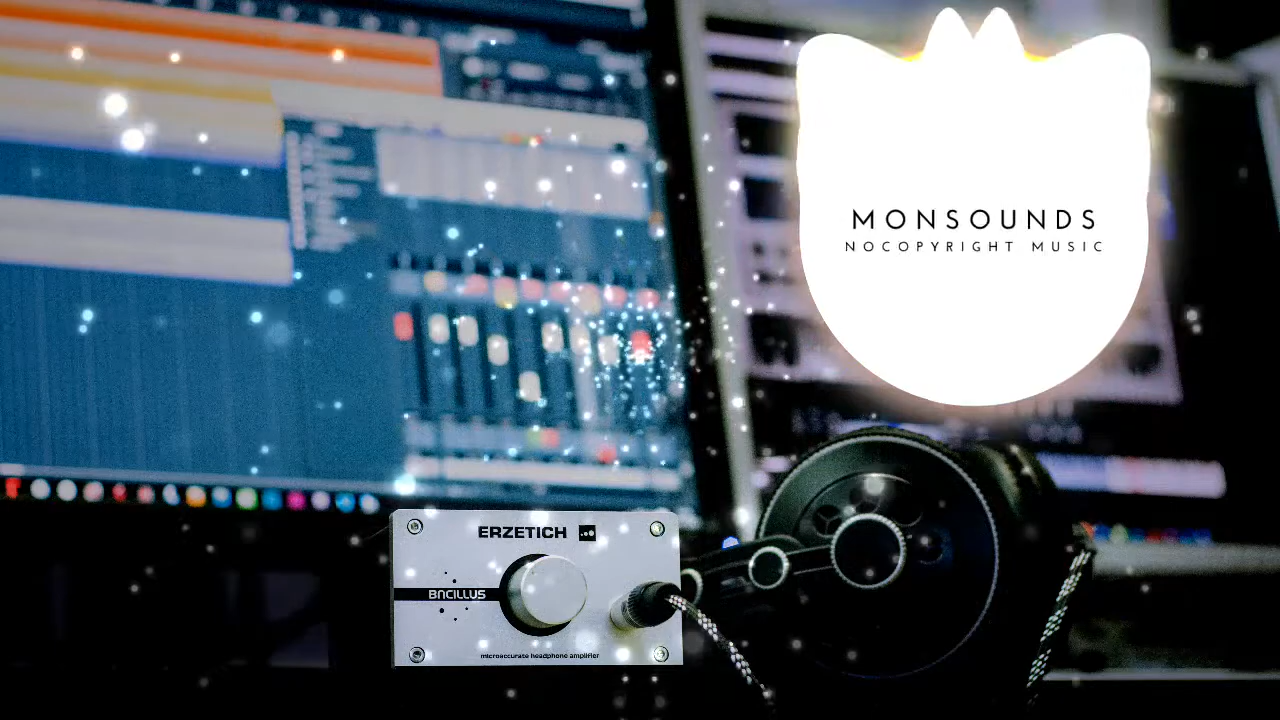 MONSOUNDS
NOCOPYRIGHT MUSIC
ERZETICH
BACILLUS
microaccurate headphone amplifier